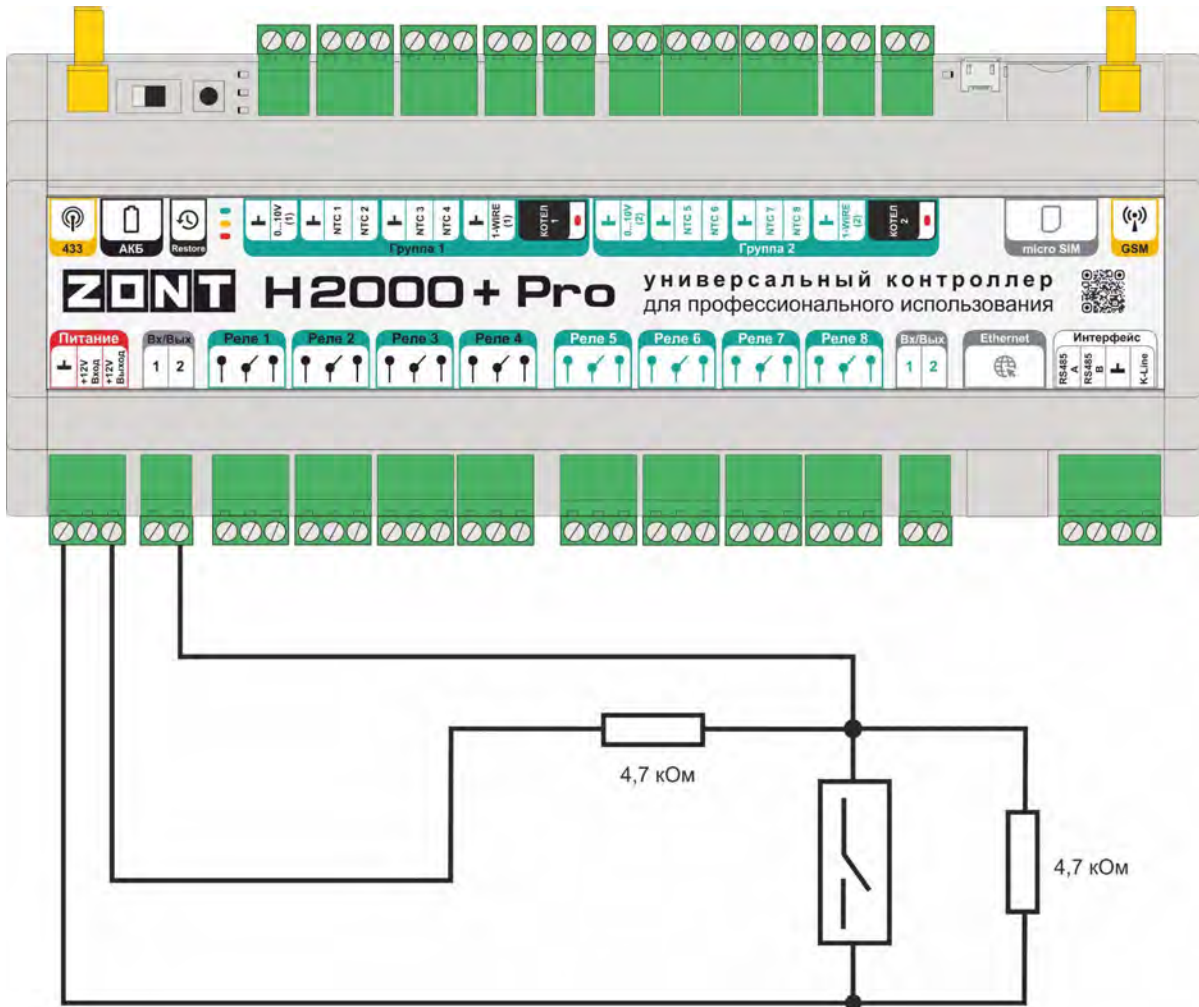 433
АКБ
Restore
⊥ 0...10V (1)
⊥ NTC 1 NTC 2
⊥ NTC 3 NTC 4
⊥ 1-WIRE (1)
КОТЕЛ 1
Группа 1
0...10V (2)
NTC 5 NTC 6
NTC 7 NTC 8
1-WIRE (2)
КОТЕЛ 2
Группа 2
micro SIM
GSM
ZONT H2000+ Pro
универсальный контроллер
для профессионального использования
Питание
+12V Вход
+12V Выход
Вх/Вых
1 2
Реле 1
Реле 2
Реле 3
Реле 4
Реле 5
Реле 6
Реле 7
Реле 8
Вх/Вых
1 2
Ethernet
Интерфейс
RS485 A
RS485 B
K-Line
4,7 кОм
4,7 кОм